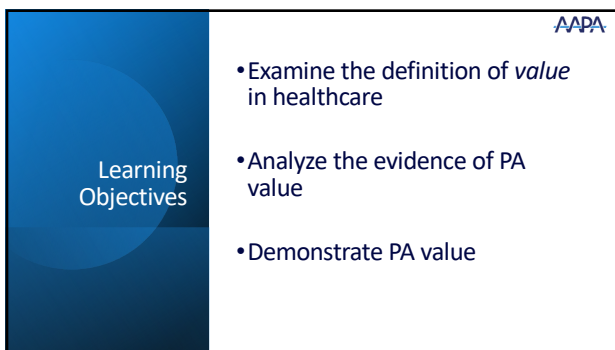 AAPA
Learning
Objectives
•Examine the definition of value
in healthcare
•Analyze the evidence of PA
value
•Demonstrate PA value